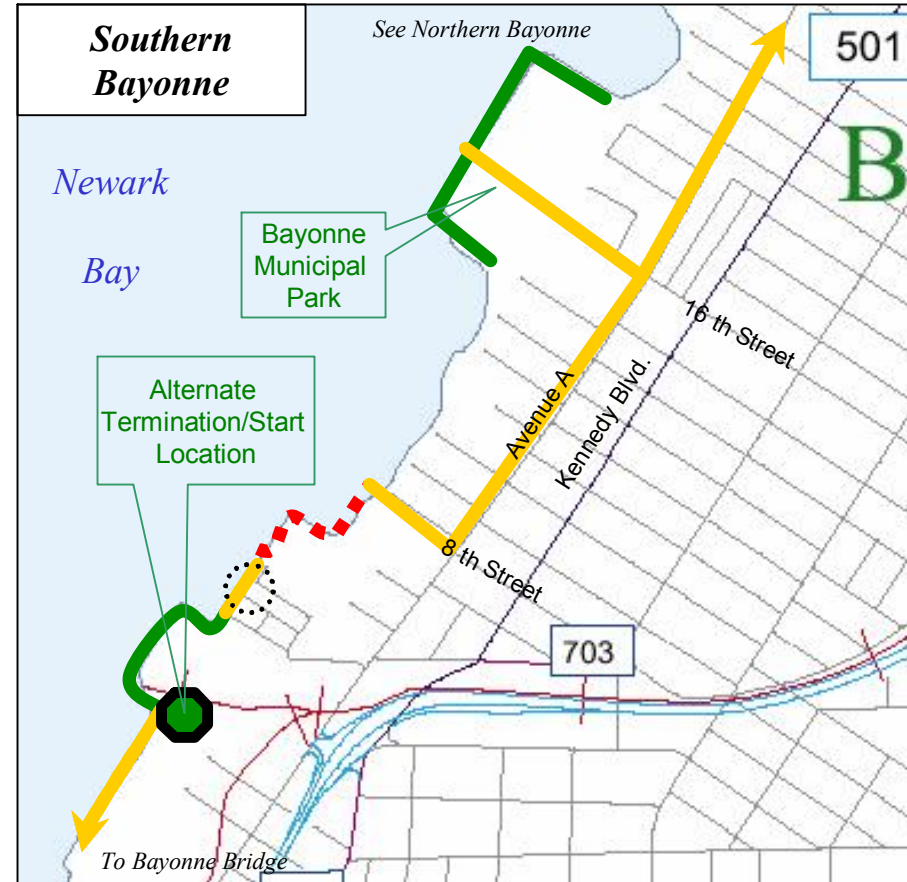 Southern
Bayonne
See Northern Bayonne
501
B
Newark
Bay
Bayonne
Municipal
Park
16 th Street
Avenue A
Kennedy Blvd.
Alternate
Termination/Start
Location
8 th Street
703
To Bayonne Bridge